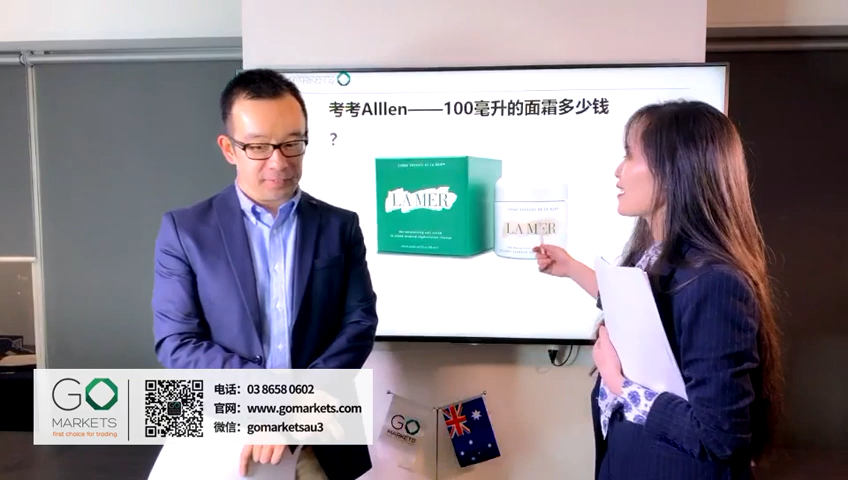 考考Alllen——100毫升的面霜多少钱
？
LA MER
LA MER
GO
MARKETS
first choice for trading
电话：03 8658 0602
官网：www.gomarkets.com
微信：gomarketsau3
GO
MARKETS